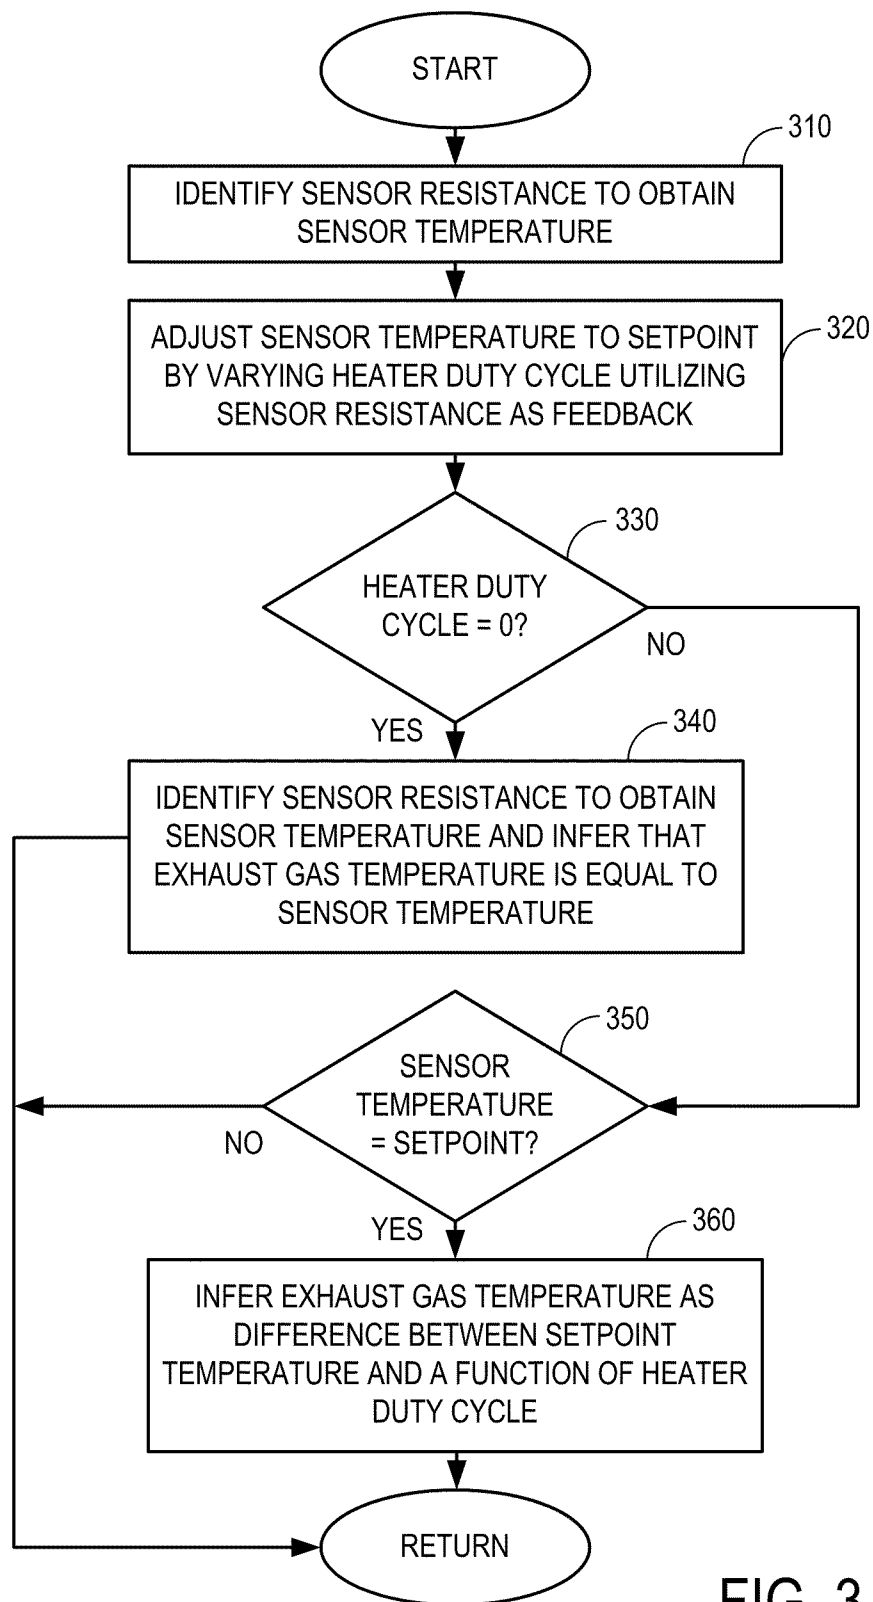 START
310
IDENTIFY SENSOR RESISTANCE TO OBTAIN
SENSOR TEMPERATURE
320
ADJUST SENSOR TEMPERATURE TO SETPOINT
BY VARYING HEATER DUTY CYCLE UTILIZING
SENSOR RESISTANCE AS FEEDBACK
330
HEATER DUTY
CYCLE = 0?
NO
YES
340
IDENTIFY SENSOR RESISTANCE TO OBTAIN
SENSOR TEMPERATURE AND INFER THAT
EXHAUST GAS TEMPERATURE IS EQUAL TO
SENSOR TEMPERATURE
350
SENSOR
TEMPERATURE
= SETPOINT?
NO
YES
360
INFER EXHAUST GAS TEMPERATURE AS
DIFFERENCE BETWEEN SETPOINT
TEMPERATURE AND A FUNCTION OF HEATER
DUTY CYCLE
RETURN
FIG. 3